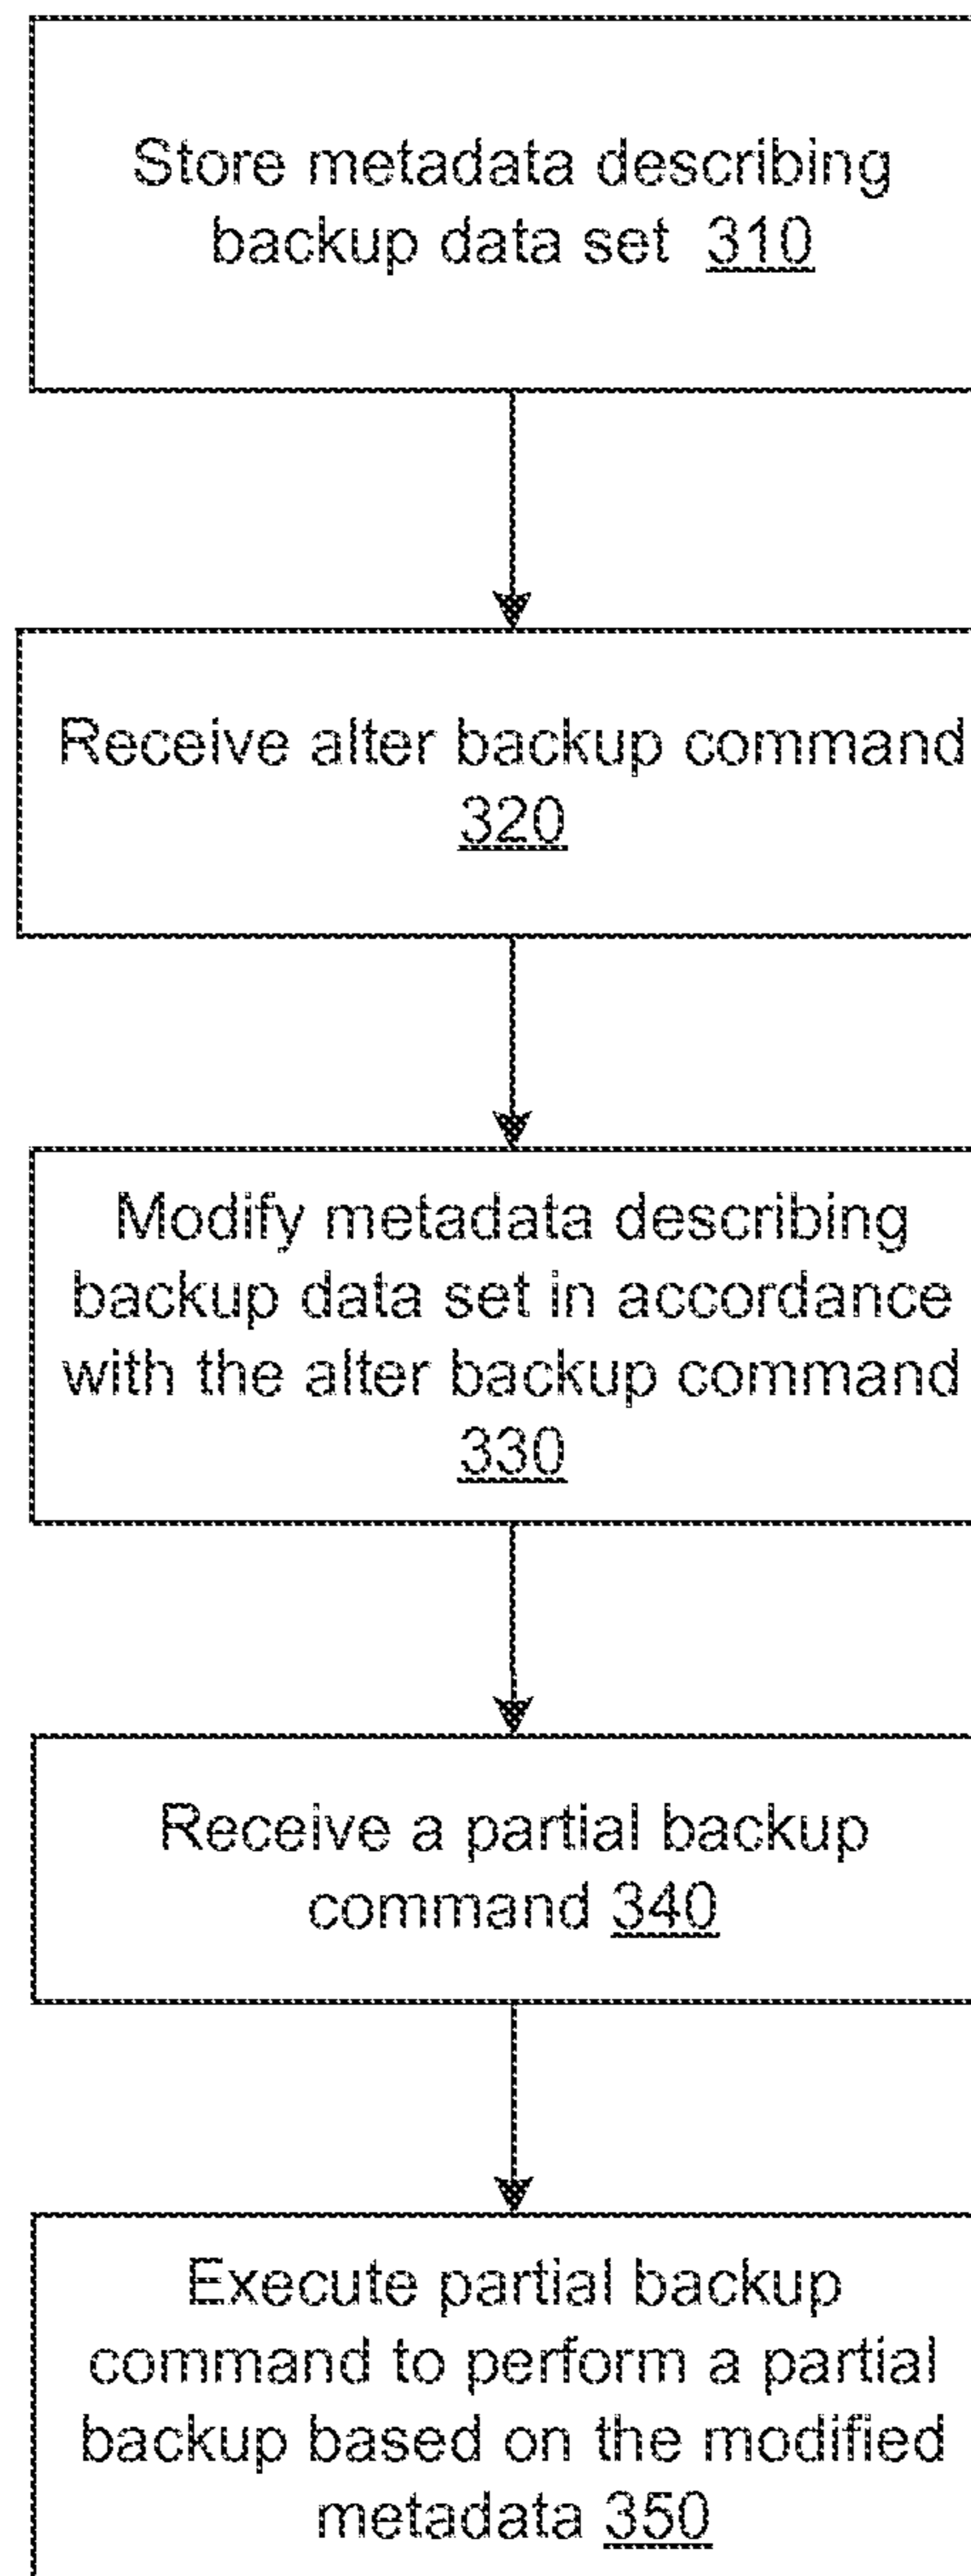 Store metadata describing
backup data set 310
Receive alter backup command
320
Modify metadata describing
backup data set in accordance
with the alter backup command
330
Receive a partial backup
command 340
Execute partial backup
command to perform a partial
backup based on the modified
metadata 350